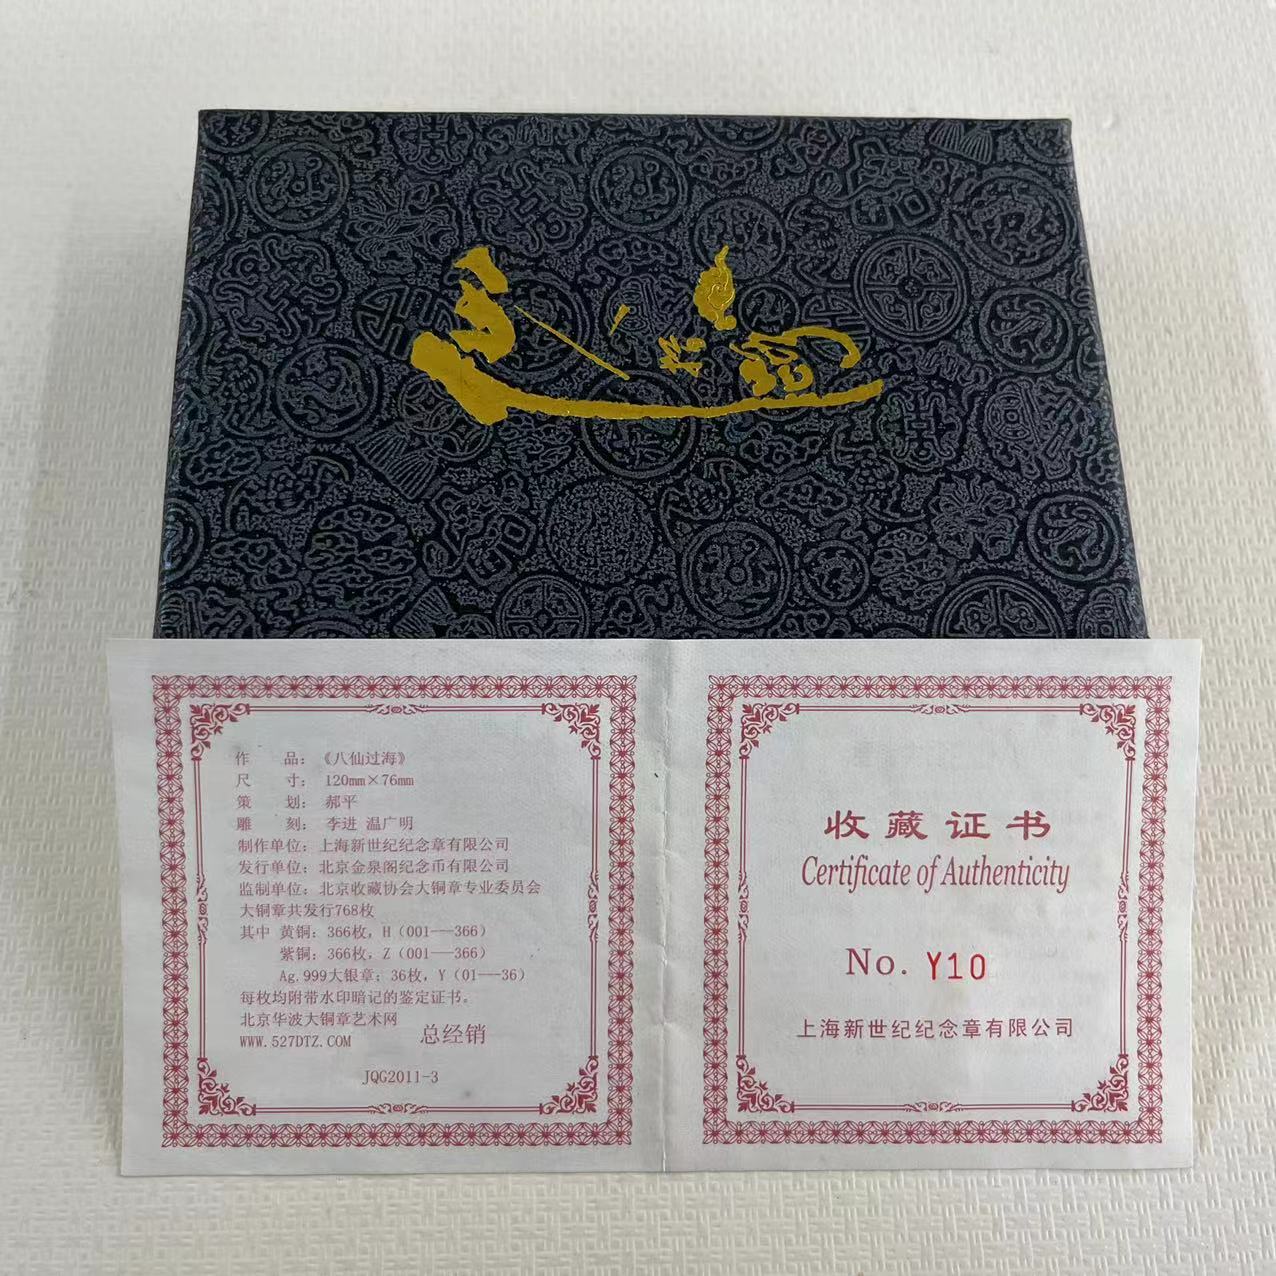 作 品：《八仙过海》
尺 寸： 120mm×76mm
策 划： 郝平
雕 刻： 李进 温广明
制作单位：上海新世纪纪念章有限公司
发行单位：北京金泉阁纪念币有限公司
监制单位：北京收藏协会大铜章专业委员会
大铜章共发行768枚
其中 黄铜：366枚，H（001---366）
紫铜：366枚，Z（001---366）
Ag.999大银章；36枚，Y（01---36）
每枚均附带水印暗记的鉴定证书。
北京华波大铜章艺术网
WWW.527DTZ.COM 总经销
JQG2011-3
收藏证书
Certificate of Authenticity
No. Y10
上海新世纪纪念章有限公司